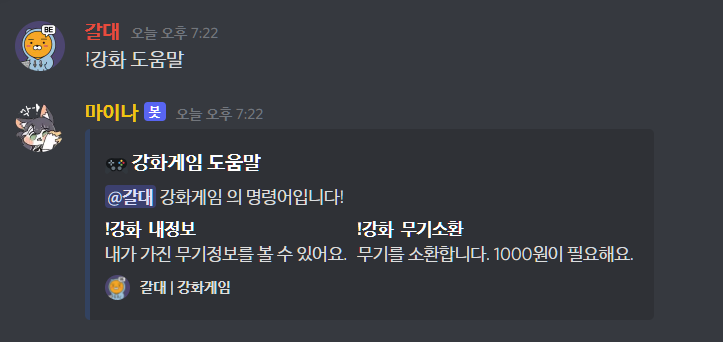 BE
갈대 오늘 오후 7:22
!강화 도움말
마이나 봇 오늘 오후 7:22
강화게임 도움말
@갈대 강화게임 의 명령어입니다!
!강화 내정보 !강화 무기소환
내가 가진 무기정보를 볼 수 있어요. 무기를 소환합니다. 1000원이 필요해요.
갈대 | 강화게임